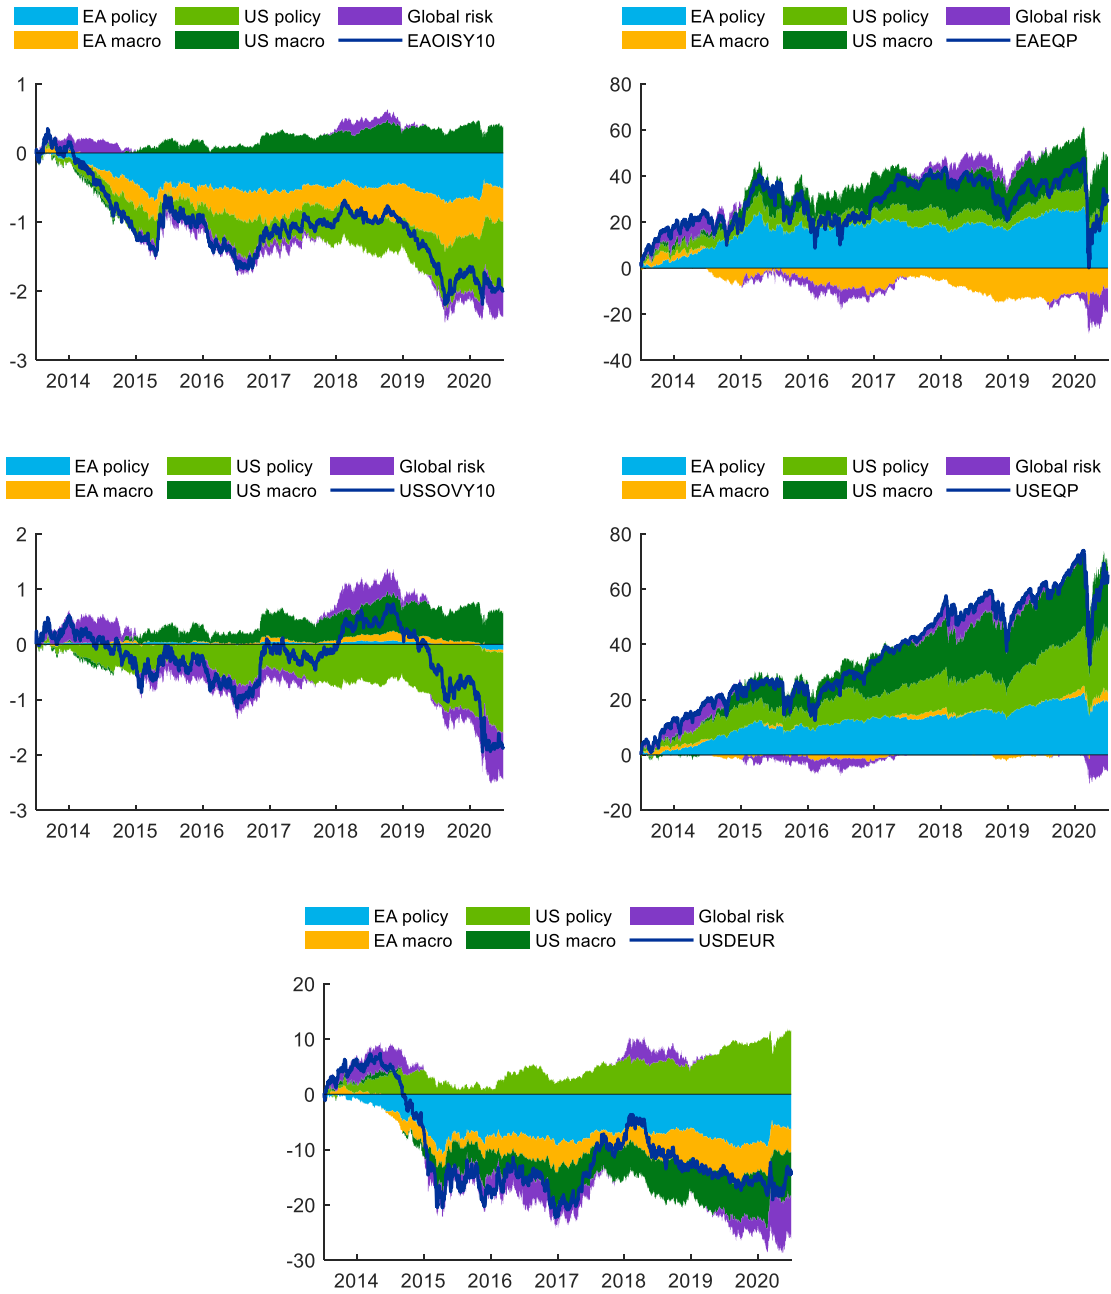 EA policy US policy Global risk
EA macro US macro EAOISY10
1
0
-1
-2
-3
2014 2015 2016 2017 2018 2019 2020
EA policy US policy Global risk
EA macro US macro EAEQP
80
60
40
20
0
-20
-40
2014 2015 2016 2017 2018 2019 2020
EA policy US policy Global risk
EA macro US macro USSOVY10
2
1
0
-1
-2
-3
2014 2015 2016 2017 2018 2019 2020
EA policy US policy Global risk
EA macro US macro USEQP
80
60
40
20
0
-20
2014 2015 2016 2017 2018 2019 2020
EA policy US policy Global risk
EA macro US macro USDEUR
20
10
0
-10
-20
-30
2014 2015 2016 2017 2018 2019 2020